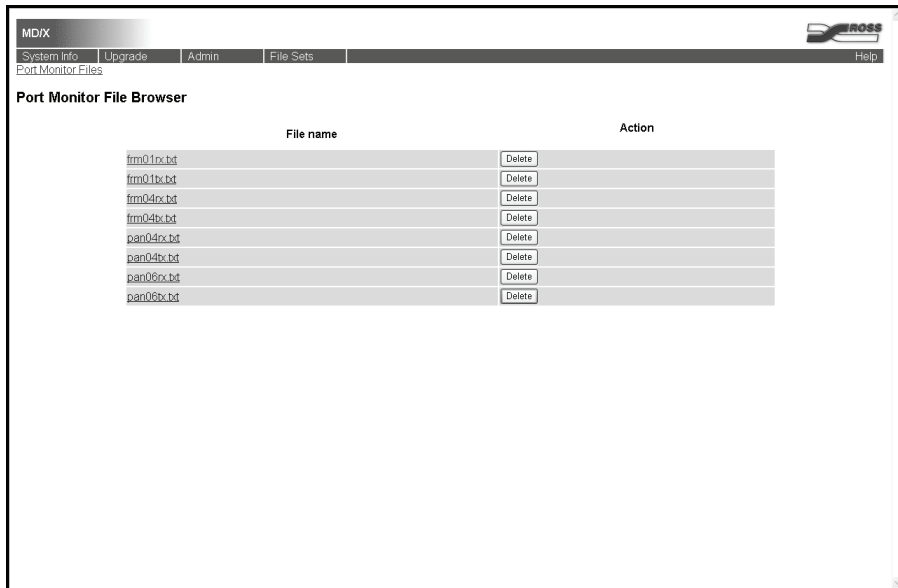 MD/X
ROSS
System Info Upgrade Admin File Sets Help
Port Monitor Files
Port Monitor File Browser
File name Action
frm01rx.txt Delete
frm01tx.txt Delete
frm04rx.txt Delete
frm04tx.txt Delete
pan04rx.txt Delete
pan04tx.txt Delete
pan06rx.txt Delete
pan06tx.txt Delete